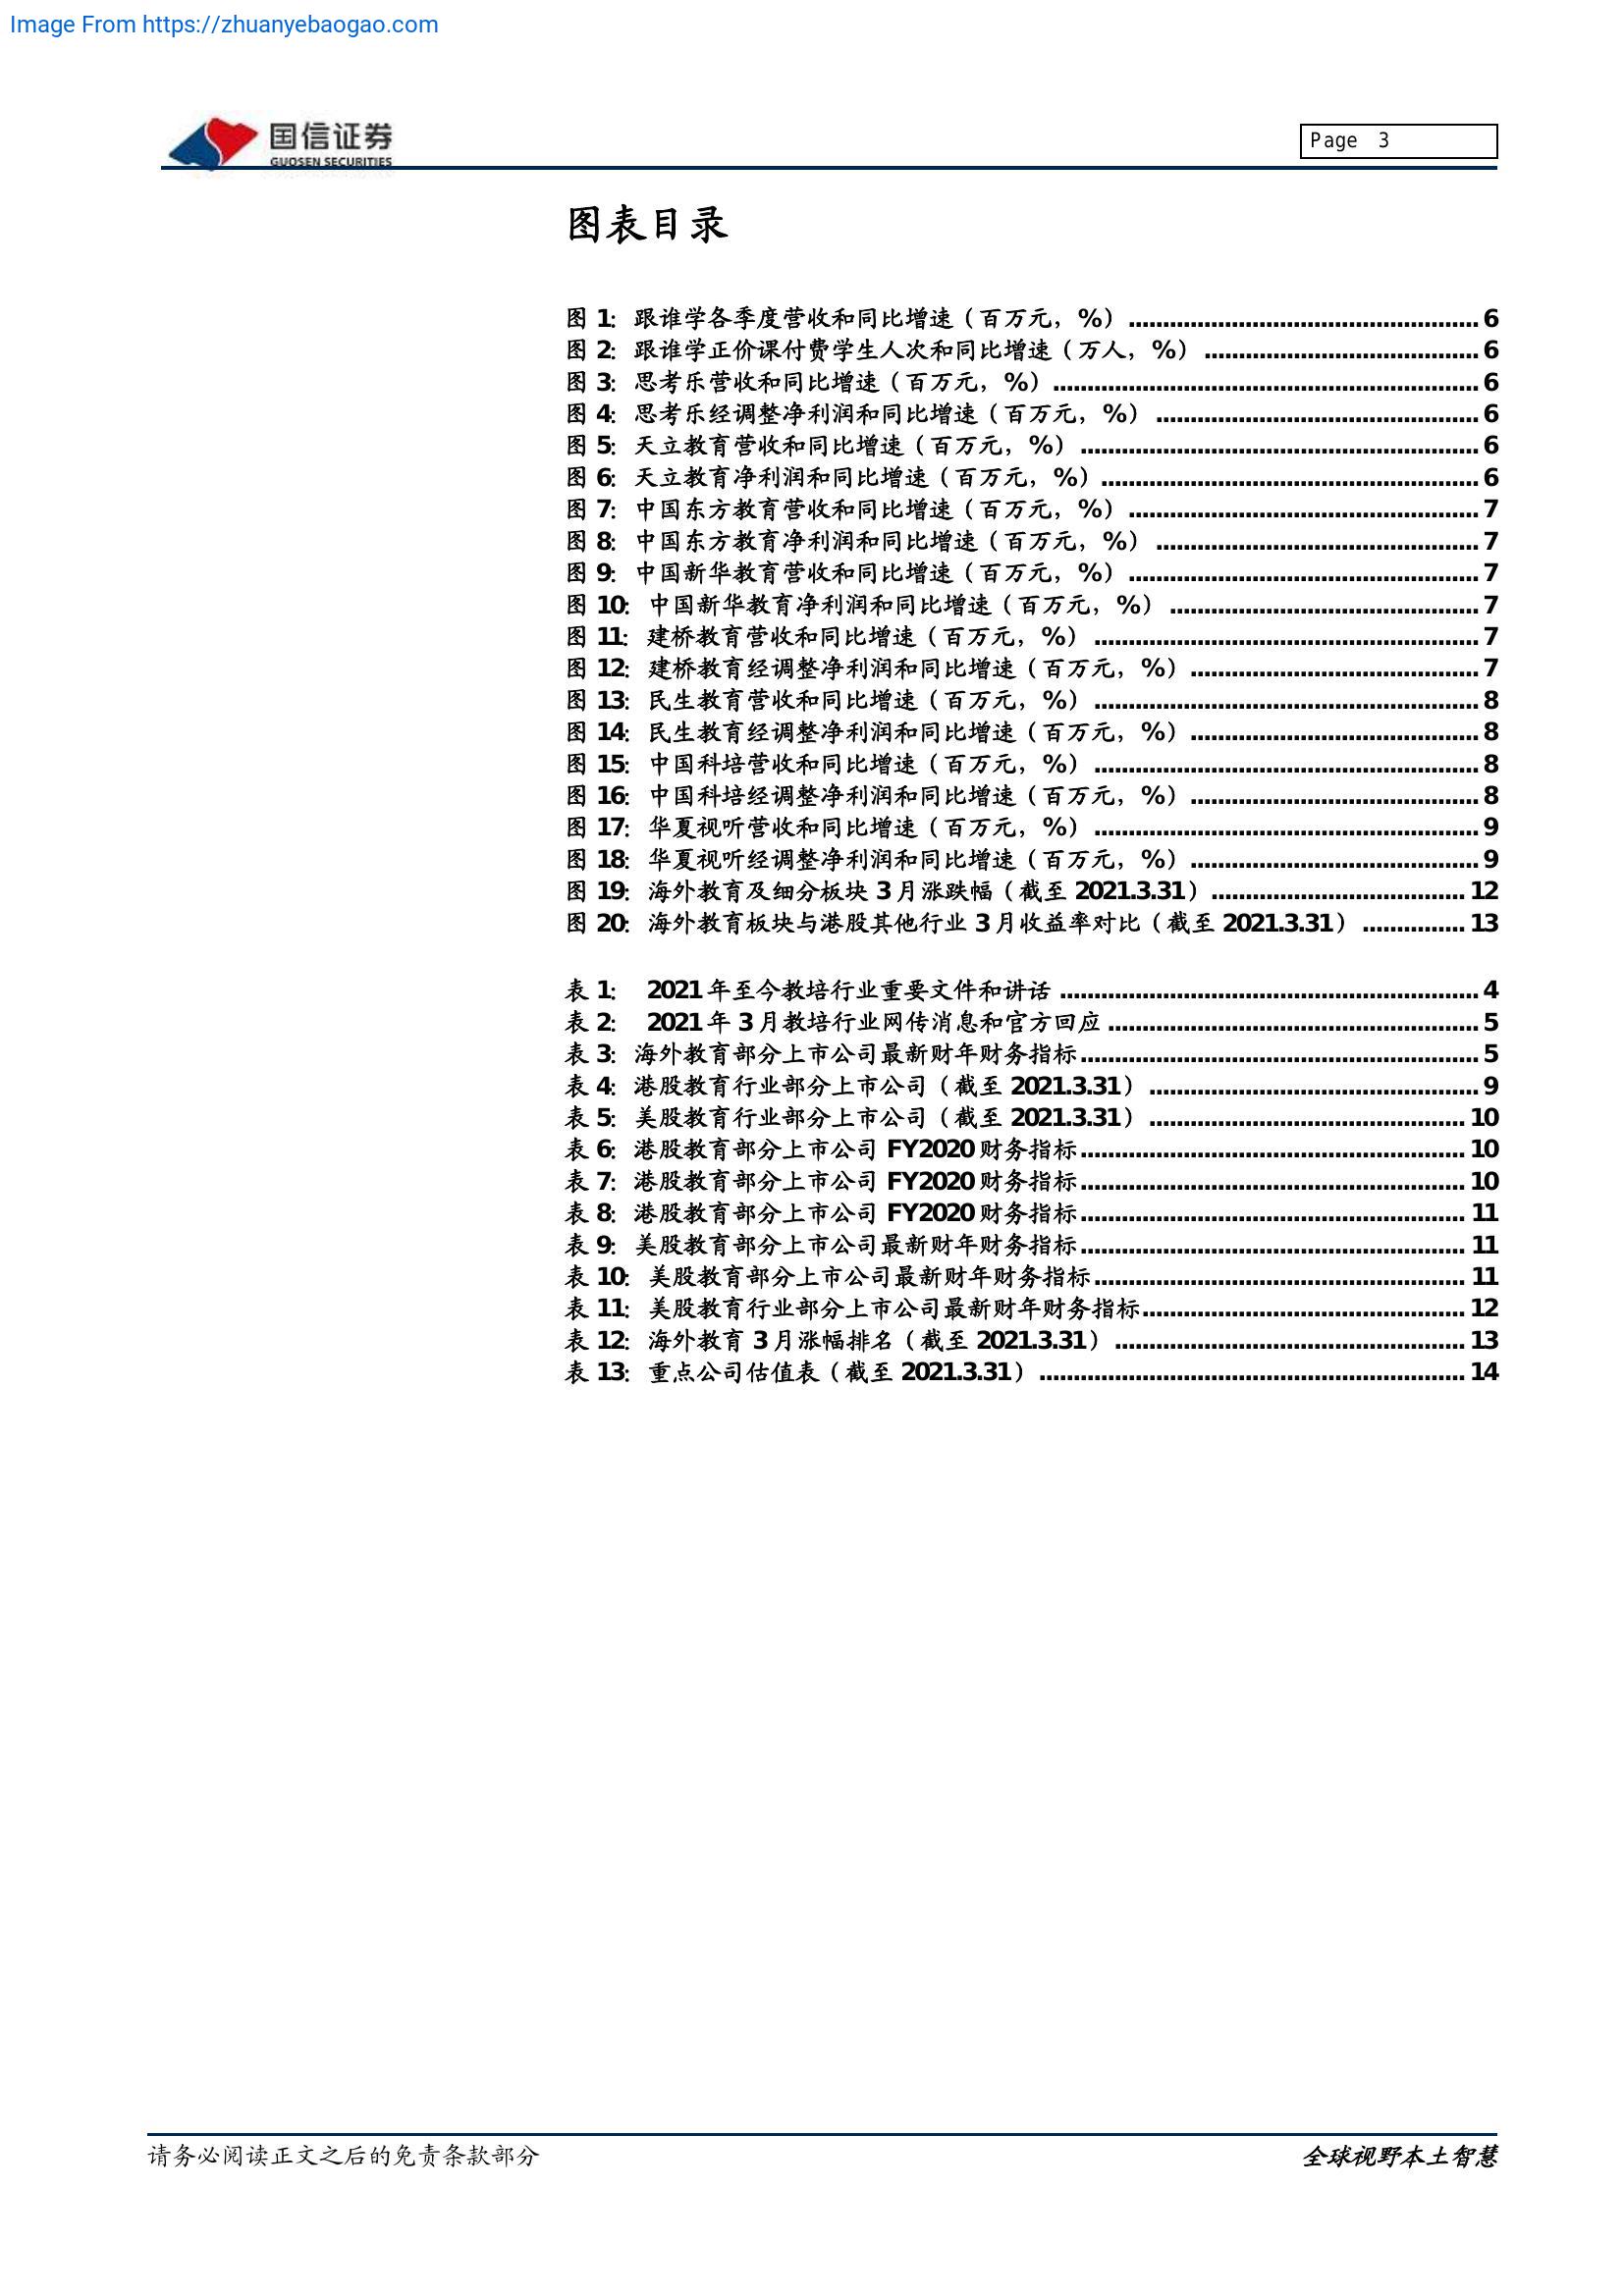 Image From https://zhuanyebaogao.com
国信证券
GUOSEN SECURITIES
Page 3
图表目录
图 1: 跟谁学各季度营收和同比增速（百万元，%） ........................................ 6
图 2: 跟谁学正价课付费学生人次和同比增速（万人，%） ........................................ 6
图 3: 思考乐营收和同比增速（百万元，%） ........................................ 6
图 4: 思考乐经调整净利润和同比增速（百万元，%） ........................................ 6
图 5: 天立教育营收和同比增速（百万元，%） ........................................ 6
图 6: 天立教育净利润和同比增速（百万元，%） ........................................ 6
图 7: 中国东方教育营收和同比增速（百万元，%） ........................................ 7
图 8: 中国东方教育净利润和同比增速（百万元，%） ........................................ 7
图 9: 中国新华教育营收和同比增速（百万元，%） ........................................ 7
图 10: 中国新华教育净利润和同比增速（百万元，%） ........................................ 7
图 11: 建桥教育营收和同比增速（百万元，%） ........................................ 7
图 12: 建桥教育经调整净利润和同比增速（百万元，%） ........................................ 7
图 13: 民生教育营收和同比增速（百万元，%） ........................................ 8
图 14: 民生教育经调整净利润和同比增速（百万元，%） ........................................ 8
图 15: 中国科培营收和同比增速（百万元，%） ........................................ 8
图 16: 中国科培经调整净利润和同比增速（百万元，%） ........................................ 8
图 17: 华夏视听营收和同比增速（百万元，%） ........................................ 9
图 18: 华夏视听经调整净利润和同比增速（百万元，%） ........................................ 9
图 19: 海外教育及细分板块 3 月涨跌幅（截至 2021.3.31） ........................................ 12
图 20: 海外教育板块与港股其他行业 3 月收益率对比（截至 2021.3.31） ............... 13
表 1: 2021 年至今教培行业重要文件和讲话 ........................................ 4
表 2: 2021 年 3 月教培行业网传消息和官方回应 ........................................ 5
表 3: 海外教育部分上市公司最新财年财务指标 ........................................ 5
表 4: 港股教育行业部分上市公司（截至 2021.3.31） ........................................ 9
表 5: 美股教育行业部分上市公司（截至 2021.3.31） ........................................ 10
表 6: 港股教育部分上市公司 FY2020 财务指标 ........................................ 10
表 7: 港股教育部分上市公司 FY2020 财务指标 ........................................ 10
表 8: 港股教育部分上市公司 FY2020 财务指标 ........................................ 11
表 9: 美股教育部分上市公司最新财年财务指标 ........................................ 11
表 10: 美股教育部分上市公司最新财年财务指标 ........................................ 11
表 11: 美股教育行业部分上市公司最新财年财务指标 ........................................ 12
表 12: 海外教育 3 月涨幅排名（截至 2021.3.31） ........................................ 13
表 13: 重点公司估值表（截至 2021.3.31） ........................................ 14
请务必阅读正文之后的免责条款部分
全球视野本土智慧